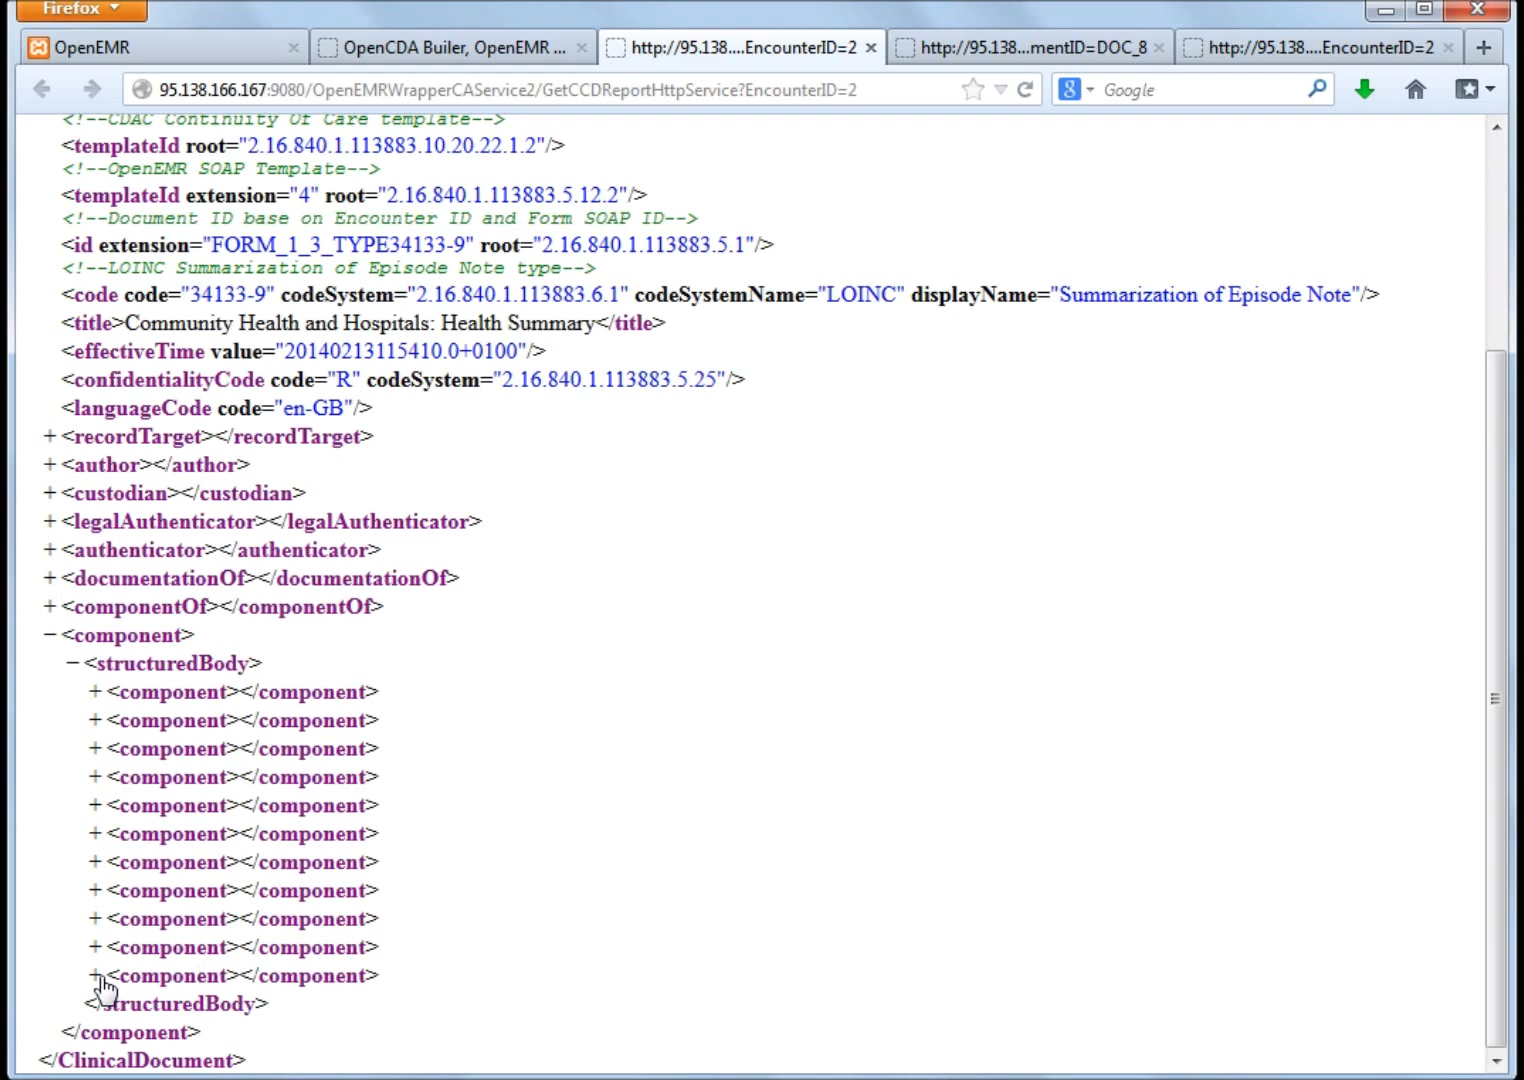 Firefox
OpenEMR
OpenCDA Builer, OpenEMR ...
http://95.138....EncounterID=2
http://95.138...mentID=DOC_8
http://95.138....EncounterID=2
95.138.166.167:9080/OpenEMRWrapperCAService2/GetCCDReportHttpService?EncounterID=2
Google
<!--CDAC Continuity Of Care template-->
<templateId root="2.16.840.1.113883.10.20.22.1.2"/>
<!--OpenEMR SOAP Template-->
<templateId extension="4" root="2.16.840.1.113883.5.12.2"/>
<!--Document ID base on Encounter ID and Form SOAP ID-->
<id extension="FORM_1_3_TYPE34133-9" root="2.16.840.1.113883.5.1"/>
<!--LOINC Summarization of Episode Note type-->
<code code="34133-9" codeSystem="2.16.840.1.113883.6.1" codeSystemName="LOINC" displayName="Summarization of Episode Note"/>
<title>Community Health and Hospitals: Health Summary</title>
<effectiveTime value="20140213115410.0+0100"/>
<confidentialityCode code="R" codeSystem="2.16.840.1.113883.5.25"/>
<languageCode code="en-GB"/>
+<recordTarget></recordTarget>
+<author></author>
+<custodian></custodian>
+<legalAuthenticator></legalAuthenticator>
+<authenticator></authenticator>
+<documentationOf></documentationOf>
+<componentOf></componentOf>
−<component>
−<structuredBody>
+<component></component>
+<component></component>
+<component></component>
+<component></component>
+<component></component>
+<component></component>
+<component></component>
+<component></component>
+<component></component>
+<component></component>
+<component></component>
</structuredBody>
</component>
</ClinicalDocument>